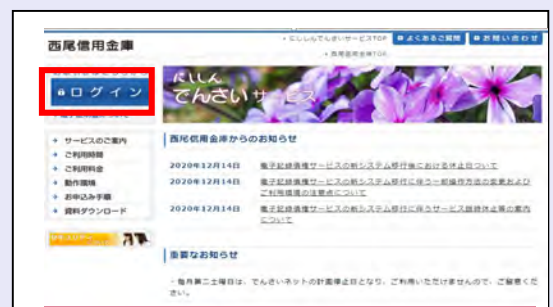 にししんでんさいサービスTOP
よくあるご質問
お問い合わせ
西尾信用金庫
西尾信用金庫TOP
ログイン
にしん
でんさいサービス
サービスのご案内
ご利用時間
ご利用料金
動作環境
お申込み手順
資料ダウンロード
西尾信用金庫からのお知らせ
2020年12月14日 電子記録債権サービスの新システム移行後における休止日ついて
2020年12月14日 電子記録債権サービスの新システム移行に伴う一部操作方法の変更および
ご利用環境の注意点について
2020年12月14日 電子記録債権サービスの新システム移行に伴うサービス臨時休止等の案内
について
重要なお知らせ
・毎月第二土曜日は、でんさいネットの計画停止日となり、ご利用いただけませんので、ご留意くだ
さい。